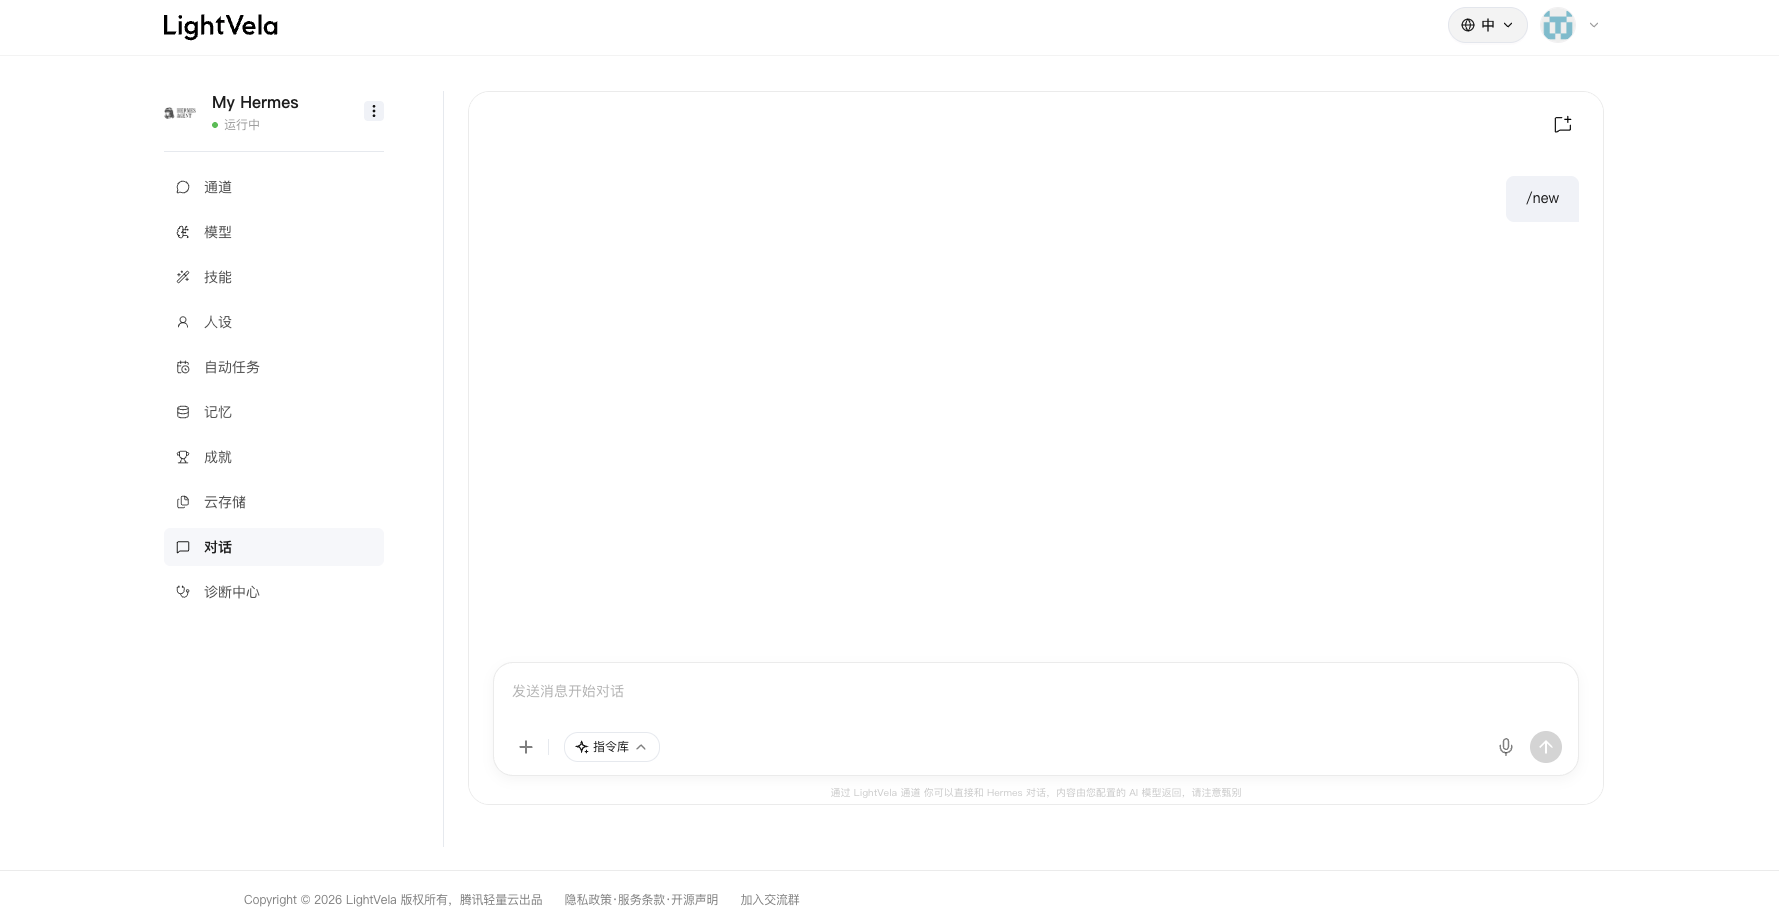 LightVela
中
My Hermes
HERMES
AGENT
运行中
通道
模型
技能
人设
自动任务
记忆
成就
云存储
对话
诊断中心
/new
发送消息开始对话
指令库
通过 LightVela 通道 你可以直接和 Hermes 对话，内容由您配置的 AI 模型返回，请注意甄别
Copyright © 2026 LightVela 版权所有，腾讯轻量云出品 隐私政策·服务条款·开源声明 加入交流群